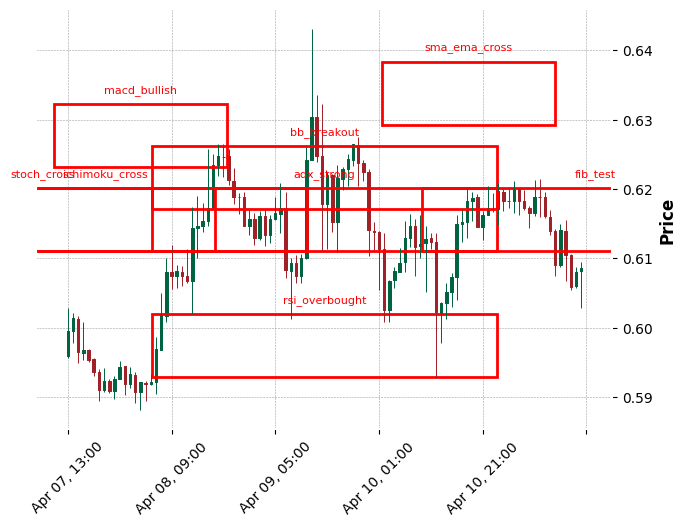 sma_ema_cross
0.64
macd_bullish
0.63
bb_breakout
stoch_cross
ichimoku_cross
adx_strong
fib_test
0.62
Price
0.61
rsi_overbought
0.60
0.59
Apr 07, 13:00
Apr 08, 09:00
Apr 09, 05:00
Apr 10, 01:00
Apr 10, 21:00